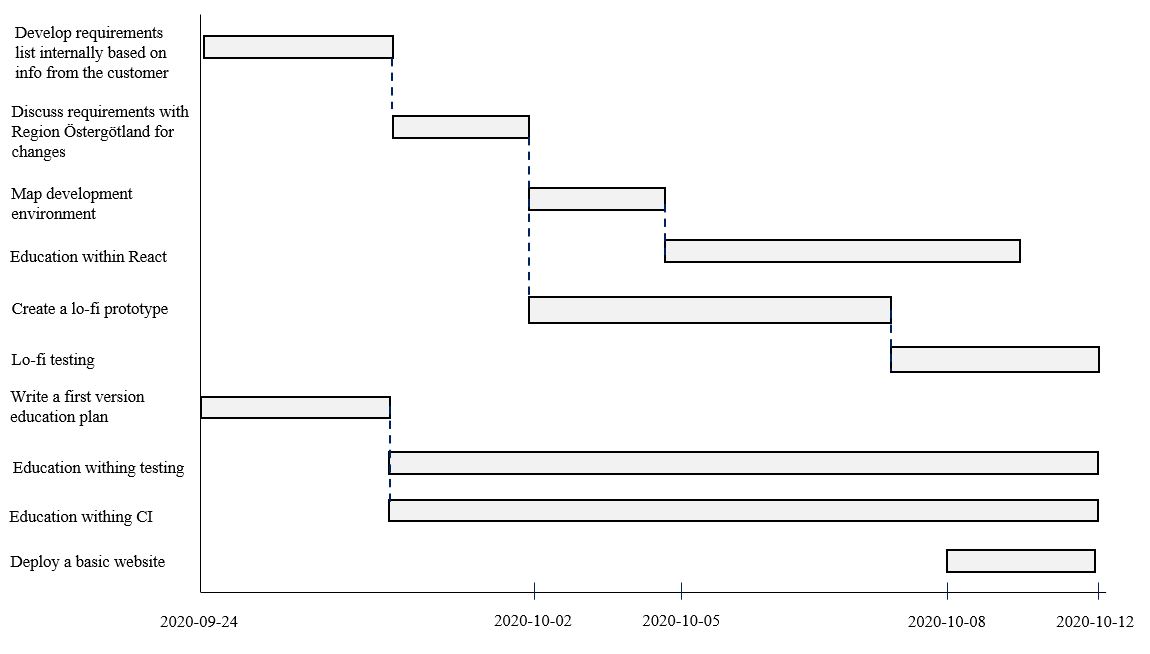 Develop requirements
list internally based on
info from the customer
Discuss requirements with
Region Östergötland for
changes
Map development
environment
Education within React
Create a lo-fi prototype
Lo-fi testing
Write a first version
education plan
Education withing testing
Education withing CI
Deploy a basic website
2020-09-24
2020-10-02
2020-10-05
2020-10-08
2020-10-12